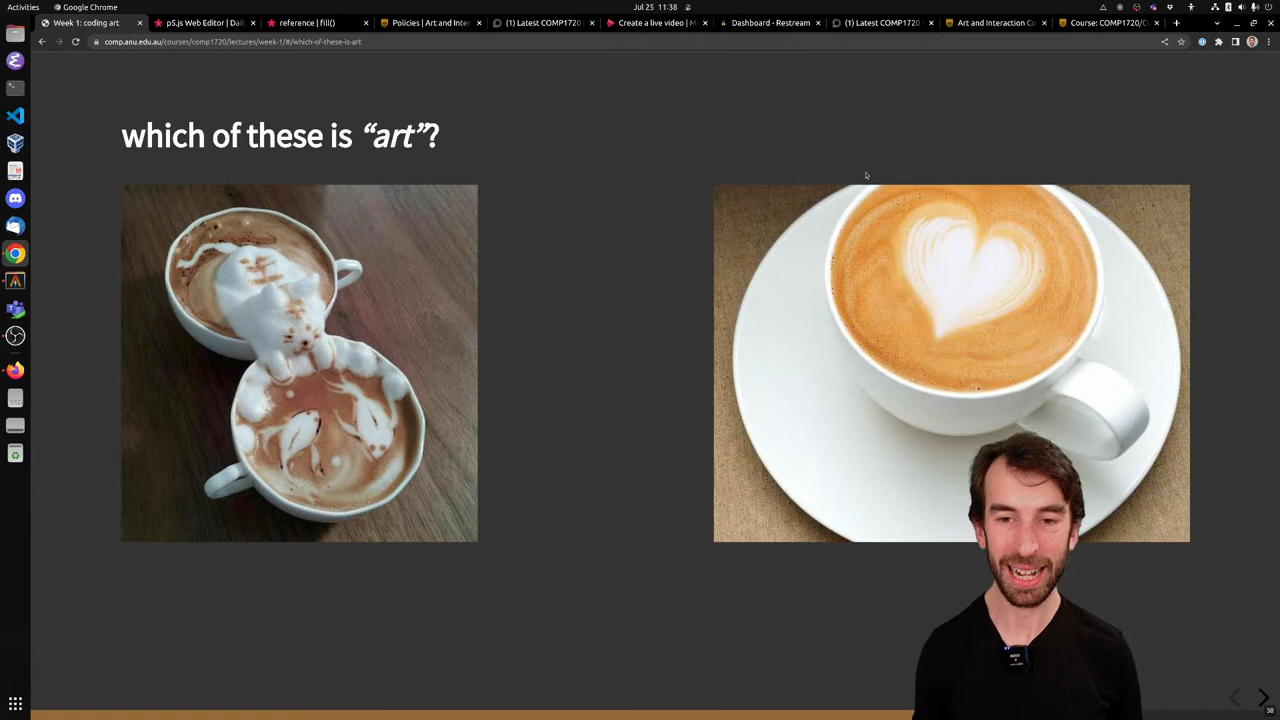 Activities
Google Chrome
Jul 25 11:38
Week 1: coding art
p5.js Web Editor | Daily
reference | fill()
Policies | Art and Inter
(1) Latest COMP1720
Create a live video | M
Dashboard - Restream
(1) Latest COMP1720
Art and Interaction Co
Course: COMP1720/C
comp.anu.edu.au/courses/comp1720/lectures/week-1/#/which-of-these-is-art
which of these is “art”?
38